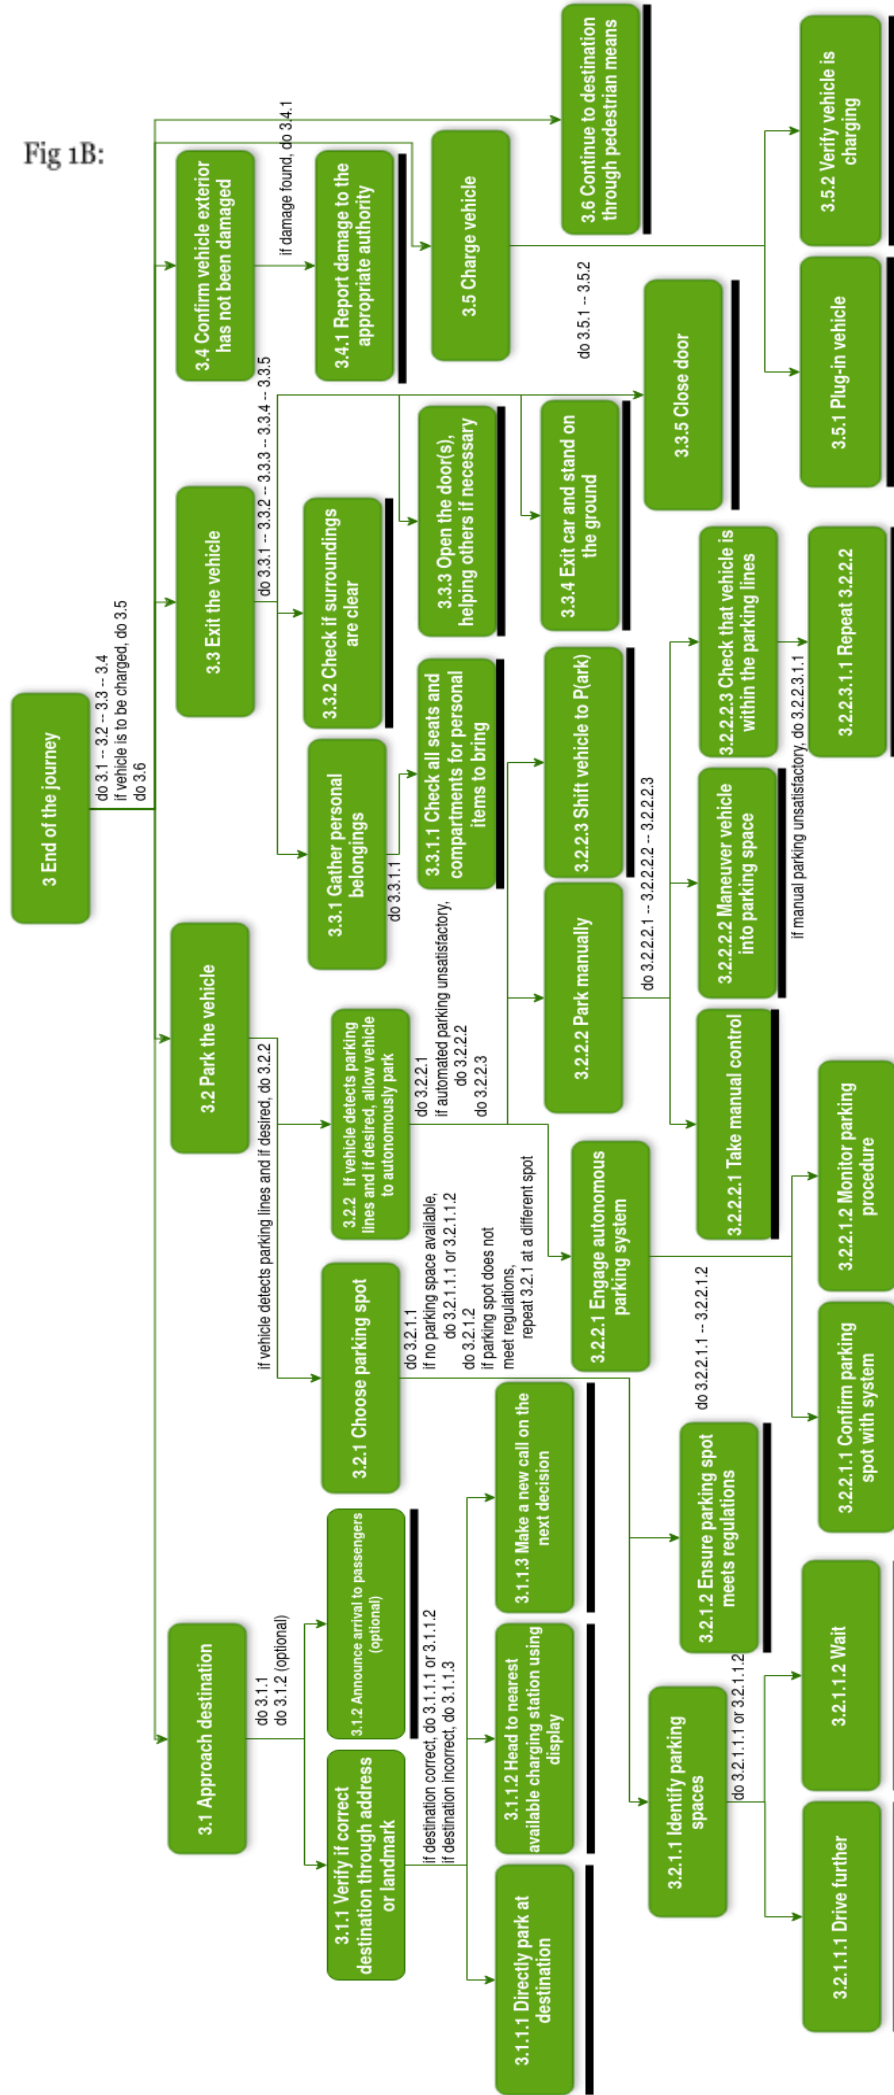 Fig 1B:
3 End of the journey
do 3.1 -- 3.2 -- 3.3 -- 3.4
if vehicle is to be charged, do 3.5
do 3.6
3.1 Approach destination
do 3.1.1
do 3.1.2 (optional)
3.1.1 Verify if correct
destination through address
or landmark
3.1.2 Announce arrival to passengers
(optional)
if destination correct, do 3.1.1.1 or 3.1.1.2
if destination incorrect, do 3.1.1.3
3.1.1.1 Directly park at
destination
3.1.1.2 Head to nearest
available charging station using
display
3.1.1.3 Make a new call on the
next decision
3.2 Park the vehicle
if vehicle detects parking lines and if desired, do 3.2.2
3.2.1 Choose parking spot
do 3.2.1.1
if no parking space available,
do 3.2.1.1.1 or 3.2.1.1.2
do 3.2.1.2
if parking spot does not
meet regulations,
repeat 3.2.1 at a different spot
3.2.1.1 Identify parking
spaces
do 3.2.1.1.1 or 3.2.1.1.2
3.2.1.1.1 Drive further
3.2.1.1.2 Wait
3.2.1.2 Ensure parking spot
meets regulations
3.2.2 If vehicle detects parking
lines and if desired, allow vehicle
to autonomously park
do 3.2.2.1
if automated parking unsatisfactory,
do 3.2.2.2
do 3.2.2.3
3.2.2.1 Engage autonomous
parking system
do 3.2.2.1.1 -- 3.2.2.1.2
3.2.2.1.1 Confirm parking
spot with system
3.2.2.1.2 Monitor parking
procedure
3.2.2.2 Park manually
do 3.2.2.2.1 -- 3.2.2.2.2 -- 3.2.2.2.3
3.2.2.2.1 Take manual control
3.2.2.2.2 Maneuver vehicle
into parking space
3.2.2.2.3 Check that vehicle is
within the parking lines
if manual parking unsatisfactory, do 3.2.2.3.1.1
3.2.2.3.1.1 Repeat 3.2.2.2
3.2.2.3 Shift vehicle to P(ark)
3.3 Exit the vehicle
do 3.3.1 -- 3.3.2 -- 3.3.3 -- 3.3.4 -- 3.3.5
3.3.1 Gather personal
belongings
do 3.3.1.1
3.3.1.1 Check all seats and
compartments for personal
items to bring
3.3.2 Check if surroundings
are clear
3.3.3 Open the door(s),
helping others if necessary
3.3.4 Exit car and stand on
the ground
3.3.5 Close door
3.4 Confirm vehicle exterior
has not been damaged
if damage found, do 3.4.1
3.4.1 Report damage to the
appropriate authority
3.5 Charge vehicle
do 3.5.1 -- 3.5.2
3.5.1 Plug-in vehicle
3.5.2 Verify vehicle is
charging
3.6 Continue to destination
through pedestrian means